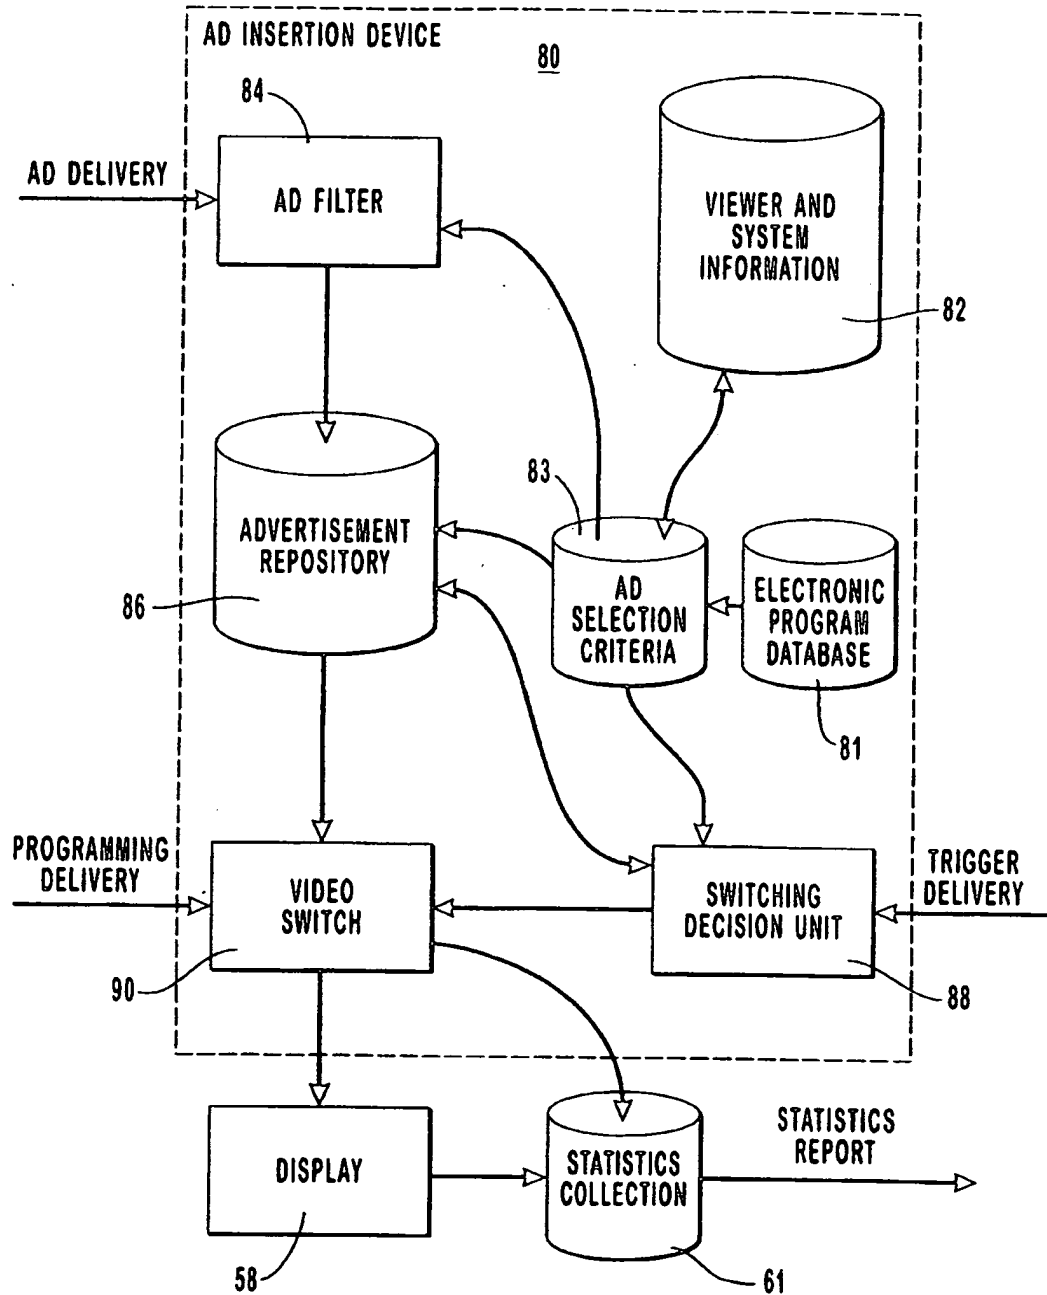 AD INSERTION DEVICE
80
84
AD DELIVERY
AD FILTER
VIEWER AND
SYSTEM
INFORMATION
82
83
ADVERTISEMENT
REPOSITORY
86
AD
SELECTION
CRITERIA
ELECTRONIC
PROGRAM
DATABASE
81
PROGRAMMING
DELIVERY
VIDEO
SWITCH
90
SWITCHING
DECISION UNIT
88
TRIGGER
DELIVERY
DISPLAY
58
STATISTICS
COLLECTION
61
STATISTICS
REPORT